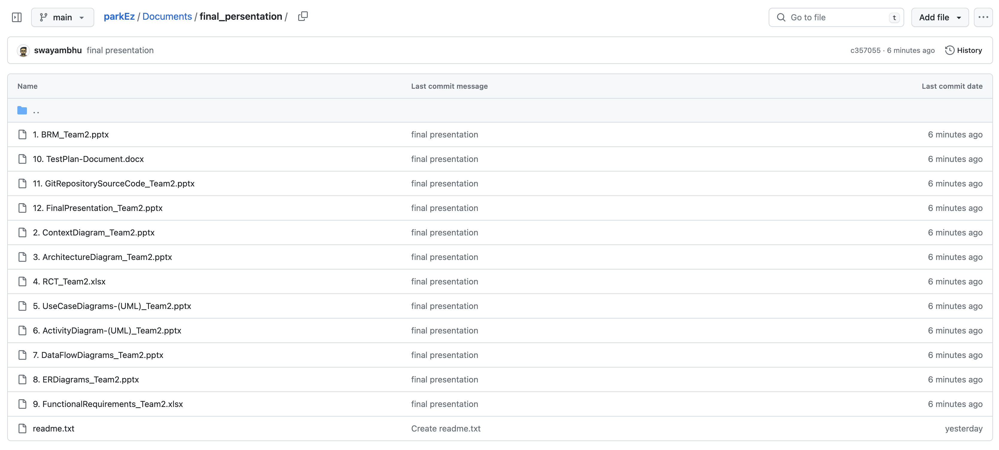 main
parkEz / Documents / final_persentation /
Go to file t
Add file
swayambhu final presentation
c357055 · 6 minutes ago
History
Name Last commit message Last commit date
..
1. BRM_Team2.pptx final presentation 6 minutes ago
10. TestPlan-Document.docx final presentation 6 minutes ago
11. GitRepositorySourceCode_Team2.pptx final presentation 6 minutes ago
12. FinalPresentation_Team2.pptx final presentation 6 minutes ago
2. ContextDiagram_Team2.pptx final presentation 6 minutes ago
3. ArchitectureDiagram_Team2.pptx final presentation 6 minutes ago
4. RCT_Team2.xlsx final presentation 6 minutes ago
5. UseCaseDiagrams-(UML)_Team2.pptx final presentation 6 minutes ago
6. ActivityDiagram-(UML)_Team2.pptx final presentation 6 minutes ago
7. DataFlowDiagrams_Team2.pptx final presentation 6 minutes ago
8. ERDiagrams_Team2.pptx final presentation 6 minutes ago
9. FunctionalRequirements_Team2.xlsx final presentation 6 minutes ago
readme.txt Create readme.txt yesterday